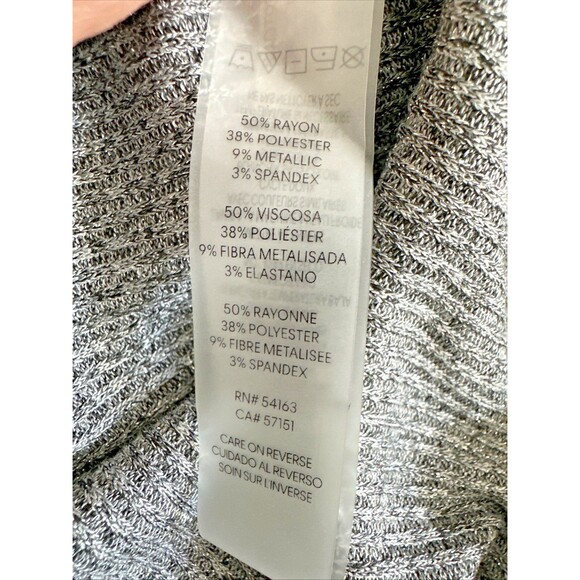 50% RAYON
38% POLYESTER
9% METALLIC
3% SPANDEX
50% VISCOSA
38% POLIÉSTER
9% FIBRA METALISADA
3% ELASTANO
50% RAYONNE
38% POLYESTER
9% FIBRE METALISEE
3% SPANDEX
RN# 54163
CA# 57151
CARE ON REVERSE
CUIDADO AL REVERSO
SOIN SUR L'INVERSE